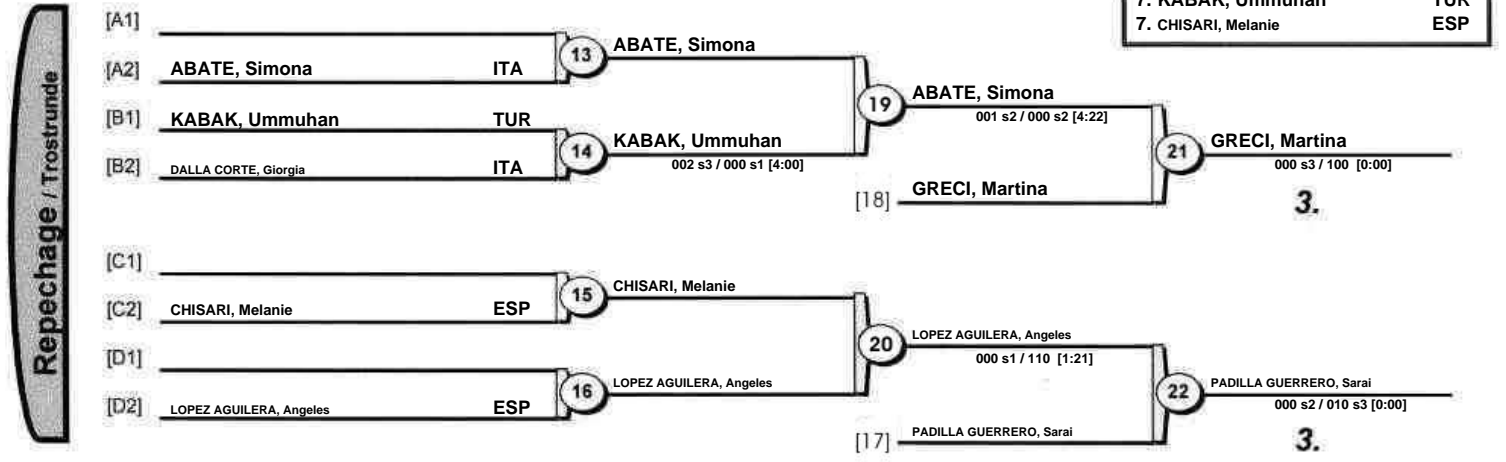 7. KABAK, Ummuhan TUR
7. CHISARI, Melanie ESP
Repechage / Trostrunde
[A1]
[A2] ABATE, Simona ITA
13 ABATE, Simona
[B1] KABAK, Ummuhan TUR
[B2] DALLA CORTE, Giorgia ITA
14 KABAK, Ummuhan
002 s3 / 000 s1 [4:00]
19 ABATE, Simona
001 s2 / 000 s2 [4:22]
[18] GRECI, Martina
21 GRECI, Martina
000 s3 / 100 [0:00]
3.
[C1]
[C2] CHISARI, Melanie ESP
15 CHISARI, Melanie
[D1]
[D2] LOPEZ AGUILERA, Angeles ESP
16 LOPEZ AGUILERA, Angeles
20 LOPEZ AGUILERA, Angeles
000 s1 / 110 [1:21]
[17] PADILLA GUERRERO, Sarai
22 PADILLA GUERRERO, Sarai
000 s2 / 010 s3 [0:00]
3.